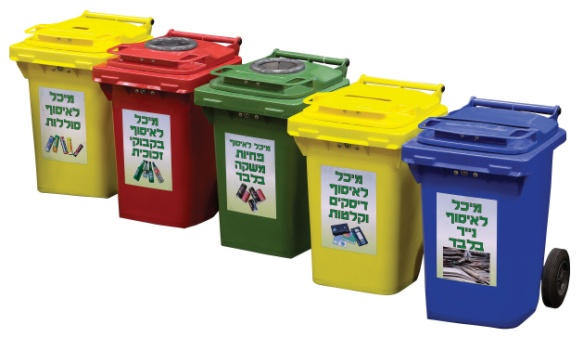 מיכל
לאיסוף
סוללות
מיכל
לאיסוף
בקבוקי
זכוכית
מיכל לאיסוף
פחיות
משקה
בלבד
מיכל
לאיסוף
דיסקים
וקלטות
מיכל
לאיסוף
נייר
בלבד